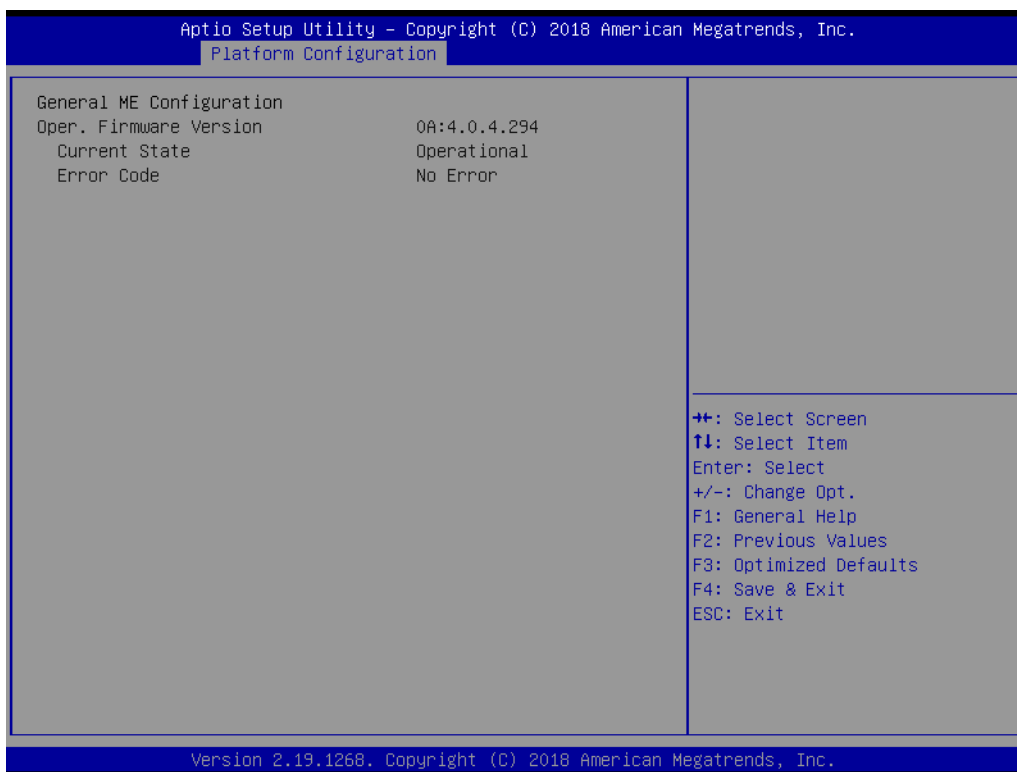 Aptio Setup Utility – Copyright (C) 2018 American Megatrends, Inc.
Platform Configuration
General ME Configuration
Oper. Firmware Version 0A:4.0.4.294
Current State Operational
Error Code No Error
→←: Select Screen
↑↓: Select Item
Enter: Select
+/-: Change Opt.
F1: General Help
F2: Previous Values
F3: Optimized Defaults
F4: Save & Exit
ESC: Exit
Version 2.19.1268. Copyright (C) 2018 American Megatrends, Inc.